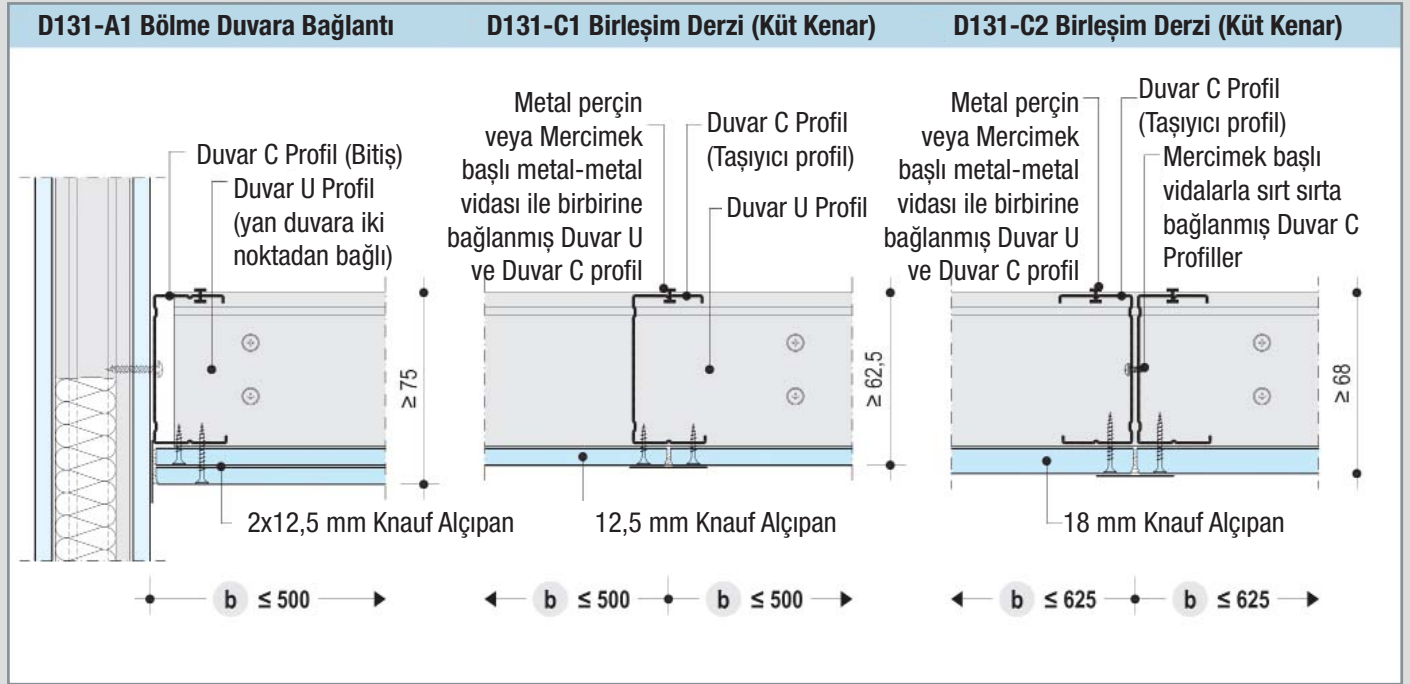 D131-A1 Bölme Duvara Bağlantı
Duvar C Profil (Bitiş)
Duvar U Profil
(yan duvara iki
noktadan bağlı)
≥ 75
2x12,5 mm Knauf Alçıpan
b ≤ 500
D131-C1 Birleşim Derzi (Küt Kenar)
Metal perçin
veya Mercimek
başlı metal-metal
vidası ile birbirine
bağlanmış Duvar U
ve Duvar C profil
Duvar C Profil
(Taşıyıcı profil)
Duvar U Profil
≥ 62,5
12,5 mm Knauf Alçıpan
b ≤ 500
b ≤ 500
D131-C2 Birleşim Derzi (Küt Kenar)
Metal perçin
veya Mercimek
başlı metal-metal
vidası ile birbirine
bağlanmış Duvar U
ve Duvar C profil
Duvar C Profil
(Taşıyıcı profil)
Mercimek başlı
vidalarla sırt sırta
bağlanmış Duvar C
Profiller
≥ 68
18 mm Knauf Alçıpan
b ≤ 625
b ≤ 625